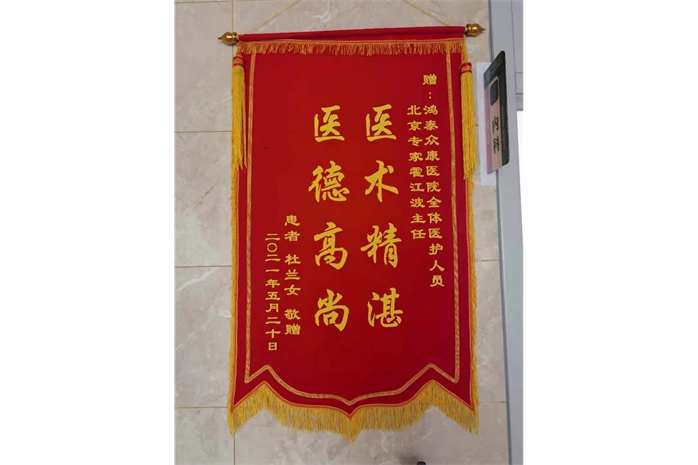 赠：鸿泰众康医院全体医护人员
北京专家霍江波主任
医术精湛
医德高尚
患者 杜兰女 敬赠
二〇二一年五月二十日
内科